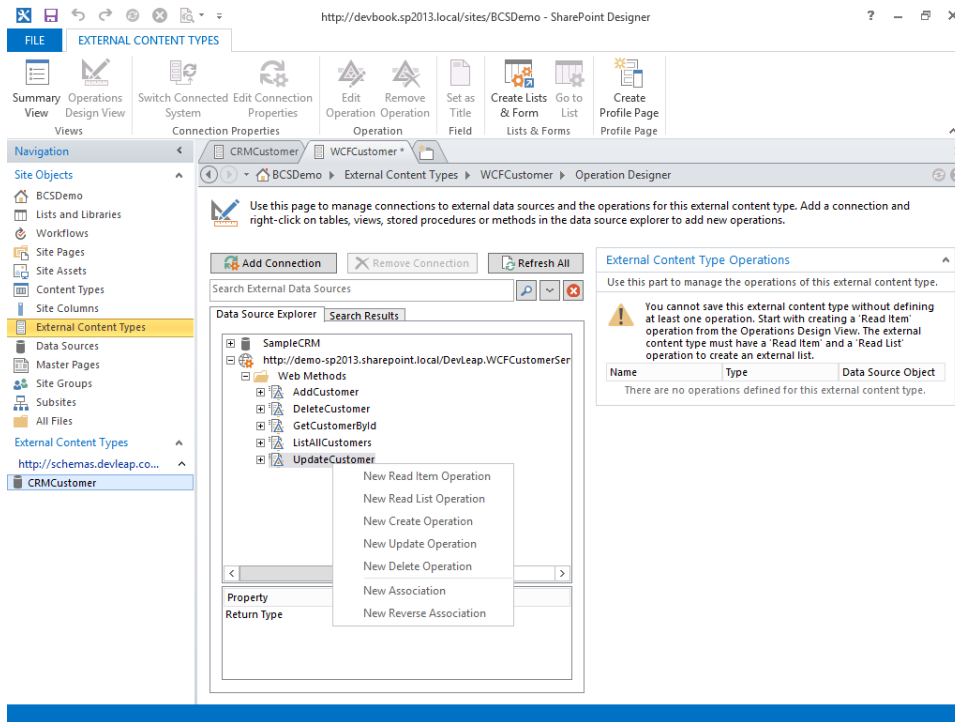 http://devbook.sp2013.local/sites/BCSDemo - SharePoint Designer
FILE
EXTERNAL CONTENT TYPES
Summary View
Operations Design View
Views
Switch Connected System
Edit Connection Properties
Connection Properties
Edit Operation
Remove Operation
Operation
Set as Title
Field
Create Lists & Form
Go to List
Lists & Forms
Create Profile Page
Profile Page
Navigation
Site Objects
BCSDemo
Lists and Libraries
Workflows
Site Pages
Site Assets
Content Types
Site Columns
External Content Types
Data Sources
Master Pages
Site Groups
Subsites
All Files
External Content Types
http://schemas.devleap.co...
CRMCustomer
CRMCustomer
WCFCustomer *
BCSDemo
External Content Types
WCFCustomer
Operation Designer
Use this page to manage connections to external data sources and the operations for this external content type. Add a connection and
right-click on tables, views, stored procedures or methods in the data source explorer to add new operations.
Add Connection
Remove Connection
Refresh All
Search External Data Sources
Data Source Explorer
Search Results
SampleCRM
http://demo-sp2013.sharepoint.local/DevLeap.WCFCustomerSer
Web Methods
AddCustomer
DeleteCustomer
GetCustomerById
ListAllCustomers
UpdateCustomer
New Read Item Operation
New Read List Operation
New Create Operation
New Update Operation
New Delete Operation
New Association
New Reverse Association
Property
Return Type
External Content Type Operations
Use this part to manage the operations of this external content type.
You cannot save this external content type without defining
at least one operation. Start with creating a 'Read Item'
operation from the Operations Design View. The external
content type must have a 'Read Item' and a 'Read List'
operation to create an external list.
Name
Type
Data Source Object
There are no operations defined for this external content type.